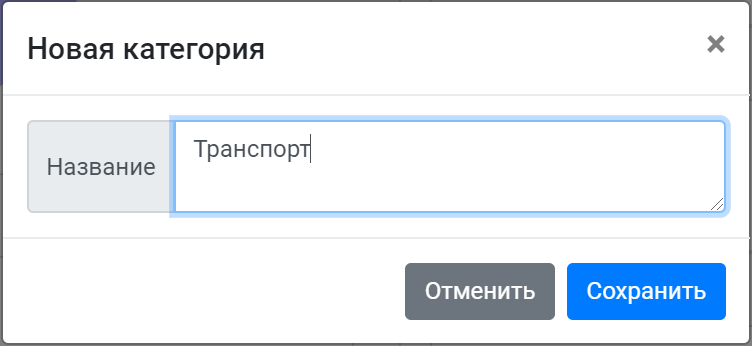 Новая категория
×
Название
Транспорт
Отменить
Сохранить